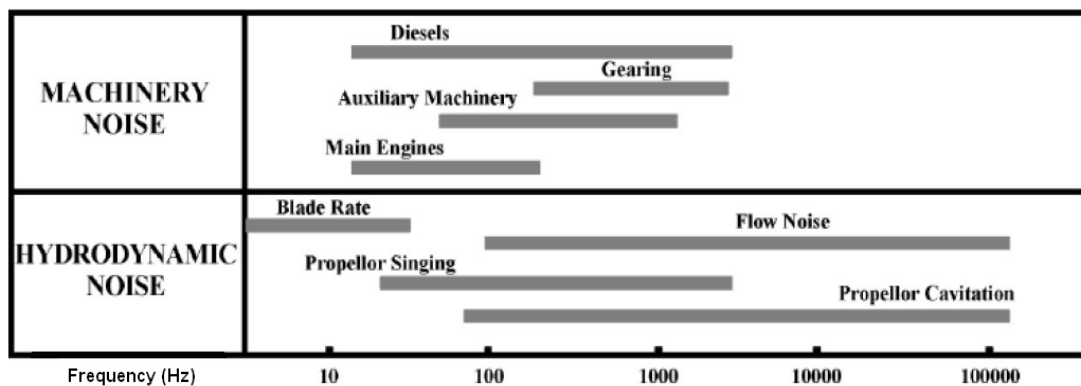 Diesels
MACHINERY
NOISE
Gearing
Auxiliary Machinery
Main Engines
Blade Rate
HYDRODYNAMIC
NOISE
Flow Noise
Propellor Singing
Propellor Cavitation
Frequency (Hz)
10
100
1000
10000
100000